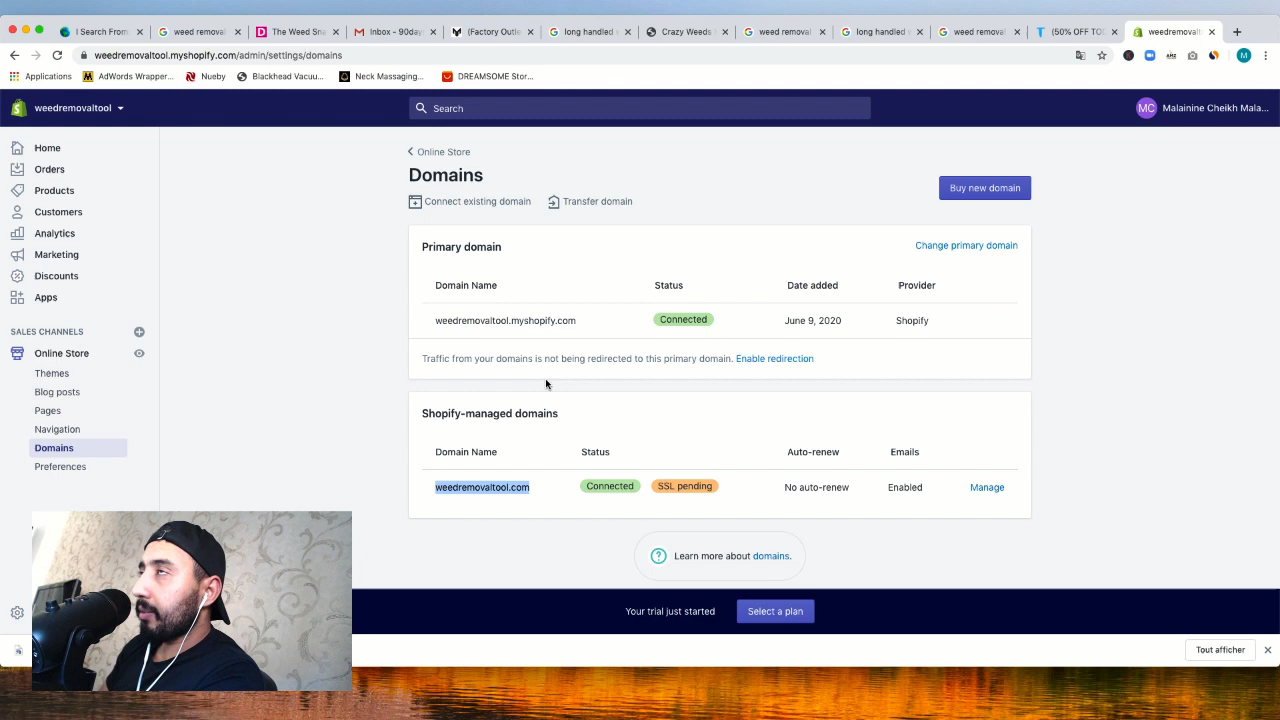 I Search From
weed remova
The Weed Sna
Inbox - 90day
(Factory Outle
long handled
Crazy Weeds
weed removal
long handled
weed removal
(50% OFF TO
weedremoval
weedremovaltool.myshopify.com/admin/settings/domains
Applications
AdWords Wrapper...
Nueby
Blackhead Vacuu...
Neck Massaging...
DREAMSOME Stor...
weedremovaltool
Search
MC
Malainine Cheikh Mala...
Home
Orders
Products
Customers
Analytics
Marketing
Discounts
Apps
SALES CHANNELS
Online Store
Themes
Blog posts
Pages
Navigation
Domains
Preferences
Online Store
Domains
Connect existing domain
Transfer domain
Buy new domain
Primary domain
Change primary domain
Domain Name Status Date added Provider
weedremovaltool.myshopify.com Connected June 9, 2020 Shopify
Traffic from your domains is not being redirected to this primary domain. Enable redirection
Shopify-managed domains
Domain Name Status Auto-renew Emails
weedremovaltool.com Connected SSL pending No auto-renew Enabled Manage
Learn more about domains.
Your trial just started
Select a plan
Tout afficher